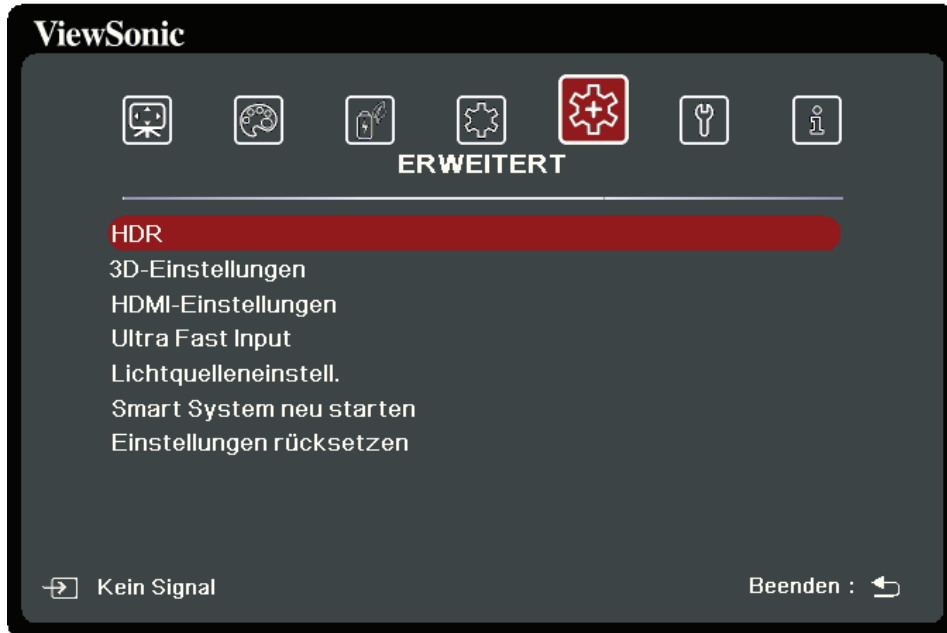 ViewSonic
ERWEITERT
HDR
3D-Einstellungen
HDMI-Einstellungen
Ultra Fast Input
Lichtquelleneinstell.
Smart System neu starten
Einstellungen rücksetzen
Kein Signal
Beenden :